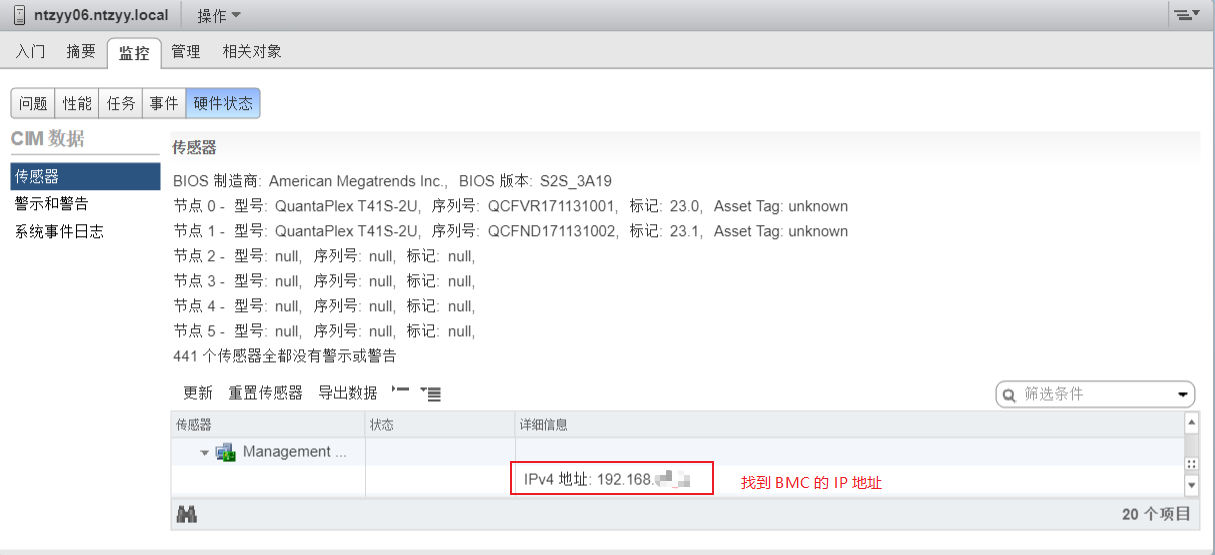 ntzyy06.ntzyy.local 操作
入门 摘要 监控 管理 相关对象
问题 性能 任务 事件 硬件状态
CIM 数据
传感器
警示和警告
系统事件日志
传感器
BIOS 制造商: American Megatrends Inc., BIOS 版本: S2S_3A19
节点 0 - 型号: QuantaPlex T41S-2U, 序列号: QCFVR171131001, 标记: 23.0, Asset Tag: unknown
节点 1 - 型号: QuantaPlex T41S-2U, 序列号: QCFND171131002, 标记: 23.1, Asset Tag: unknown
节点 2 - 型号: null, 序列号: null, 标记: null,
节点 3 - 型号: null, 序列号: null, 标记: null,
节点 4 - 型号: null, 序列号: null, 标记: null,
节点 5 - 型号: null, 序列号: null, 标记: null,
441 个传感器全都没有警示或警告
更新 重置传感器 导出数据 筛选条件
传感器 状态 详细信息
Management ...
IPv4 地址: 192.168. 找到 BMC 的 IP 地址
20 个项目